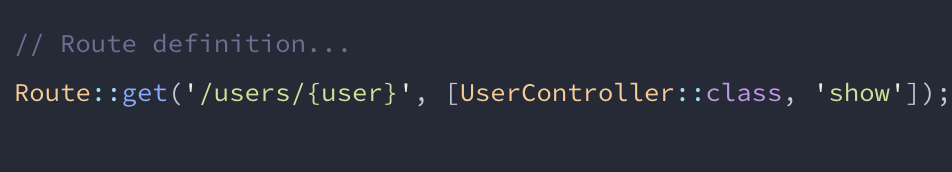 // Route definition...
Route::get('/users/{user}', [UserController::class, 'show']);